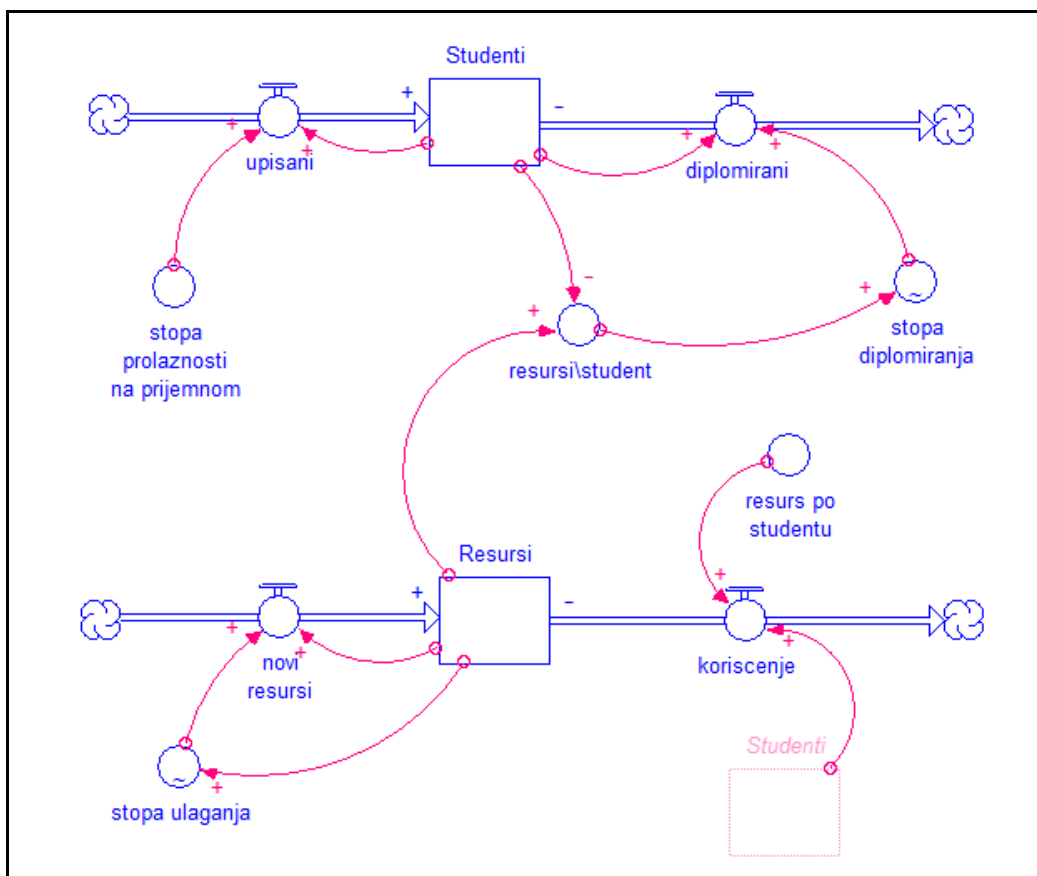 Studenti
+
-
+
+
+
+
upisani
diplomirani
-
+
+
~
stopa
prolaznosti
na prijemnom
resursi\student
stopa
diplomiranja
resurs po
studentu
Resursi
+
+
-
+
+
+
novi
resursi
koriscenje
Studenti
~
+
stopa ulaganja